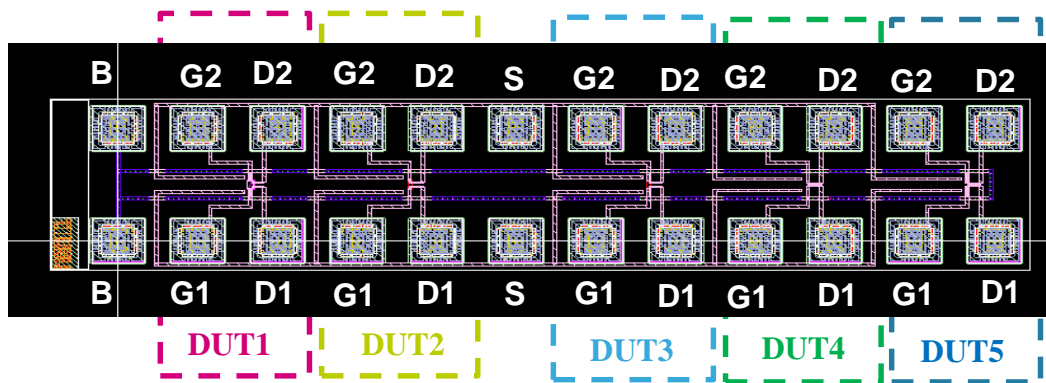 B G2 D2 G2 D2 S G2 D2 G2 D2 G2 D2
B G1 D1 G1 D1 S G1 D1 G1 D1 G1 D1
DUT1 DUT2 DUT3 DUT4 DUT5